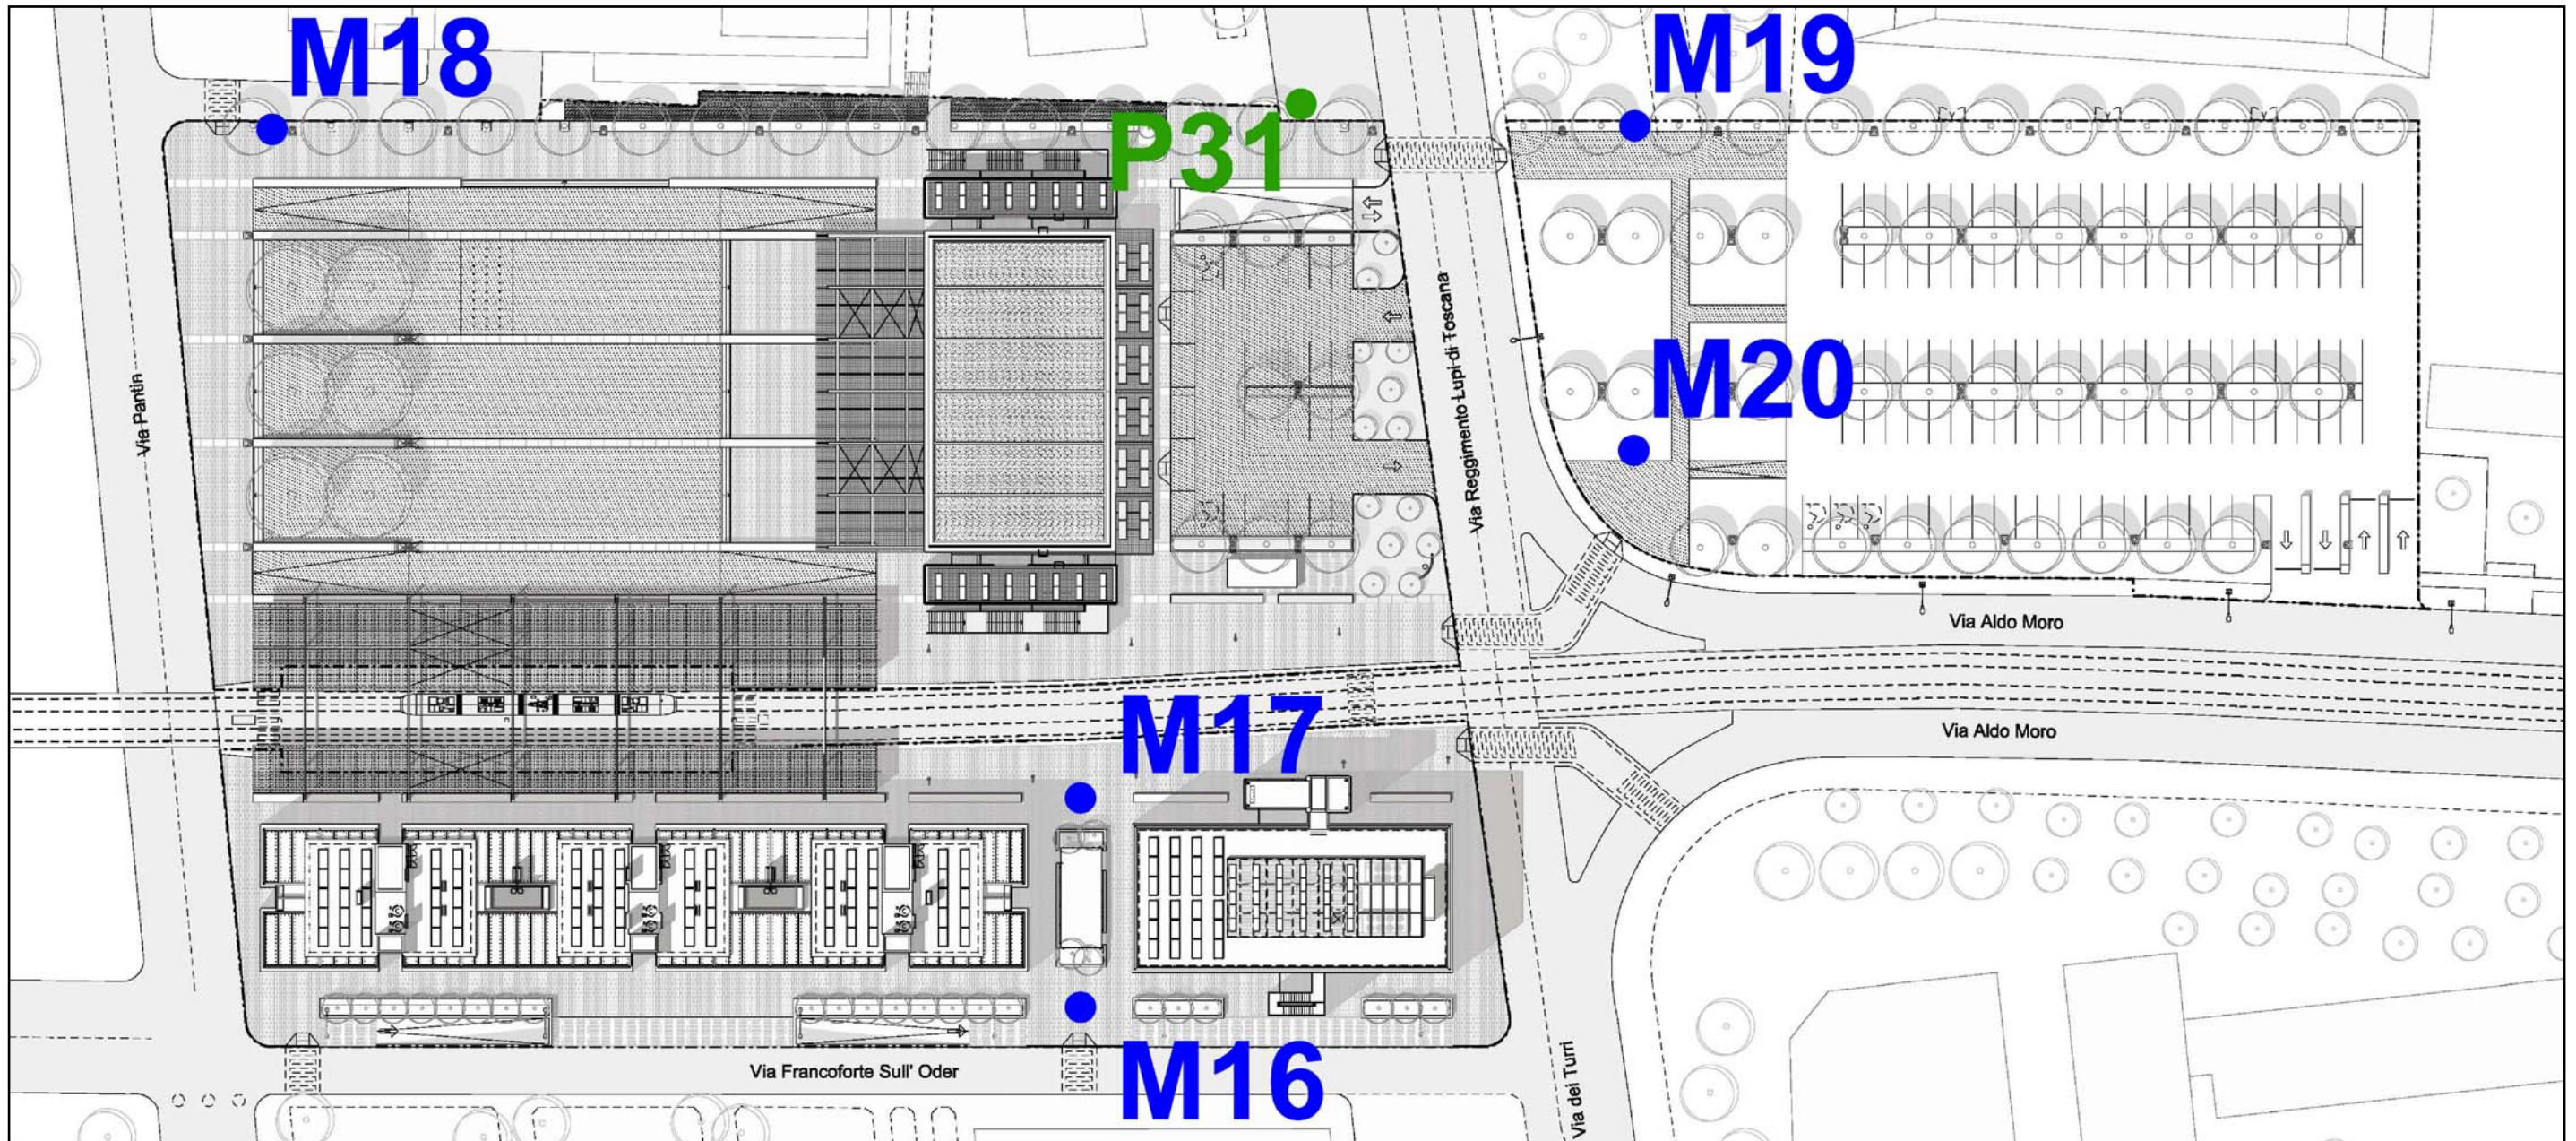 M18
M19
P31
Via Pantin
Via Reggimento Lupi di Toscana
M20
Via Aldo Moro
M17
Via Aldo Moro
Via Francoforte Sull' Oder
M16
Via dei Turri